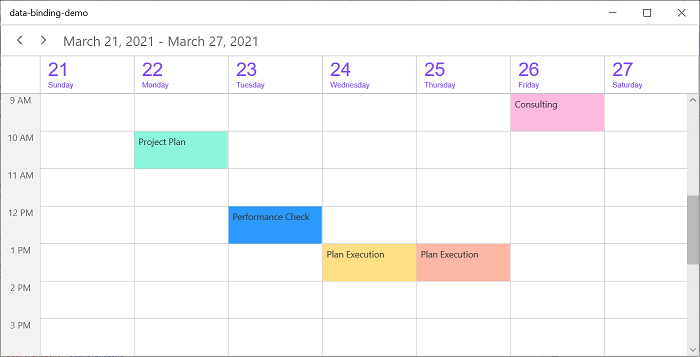 data-binding-demo
March 21, 2021 - March 27, 2021
21 22 23 24 25 26 27
Sunday Monday Tuesday Wednesday Thursday Friday Saturday
9 AM
Consulting
10 AM
Project Plan
11 AM
12 PM
Performance Check
1 PM
Plan Execution Plan Execution
2 PM
3 PM